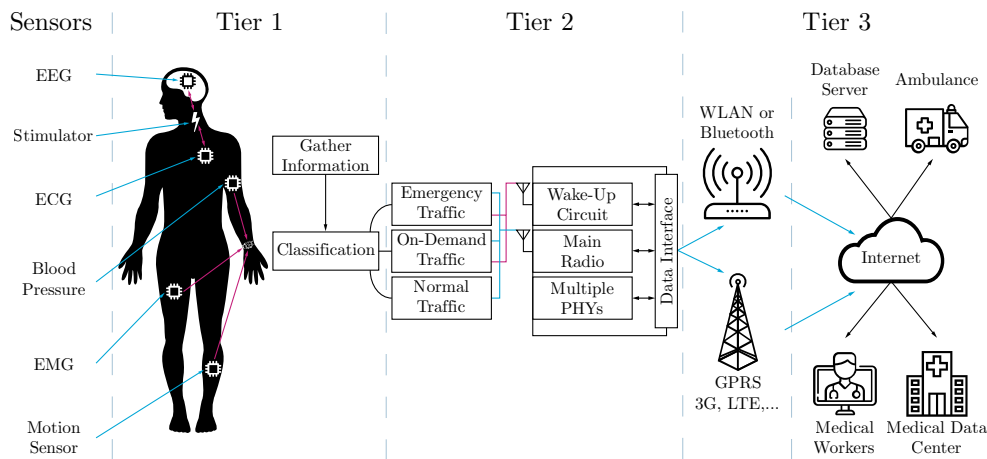 Sensors
Tier 1
Tier 2
Tier 3
EEG
Stimulator
ECG
Blood
Pressure
EMG
Motion
Sensor
Gather
Information
Classification
Emergency
Traffic
On-Demand
Traffic
Normal
Traffic
Wake-Up
Circuit
Main
Radio
Multiple
PHYs
Data Interface
WLAN or
Bluetooth
GPRS
3G, LTE,...
Database
Server
Ambulance
Internet
Medical
Workers
Medical Data
Center